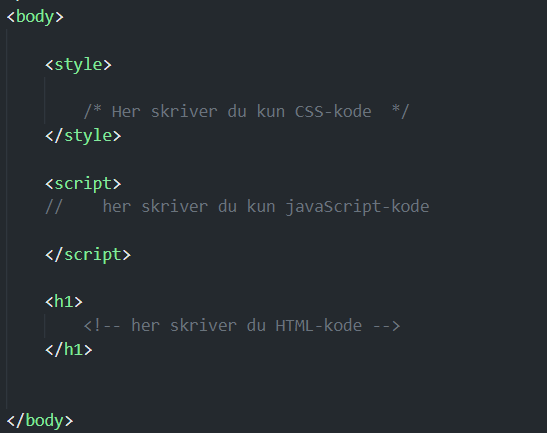 <body>
<style>
/* Her skriver du kun CSS-kode  */
</style>
<script>
//    her skriver du kun javaScript-kode
</script>
<h1>
<!-- her skriver du HTML-kode -->
</h1>
</body>